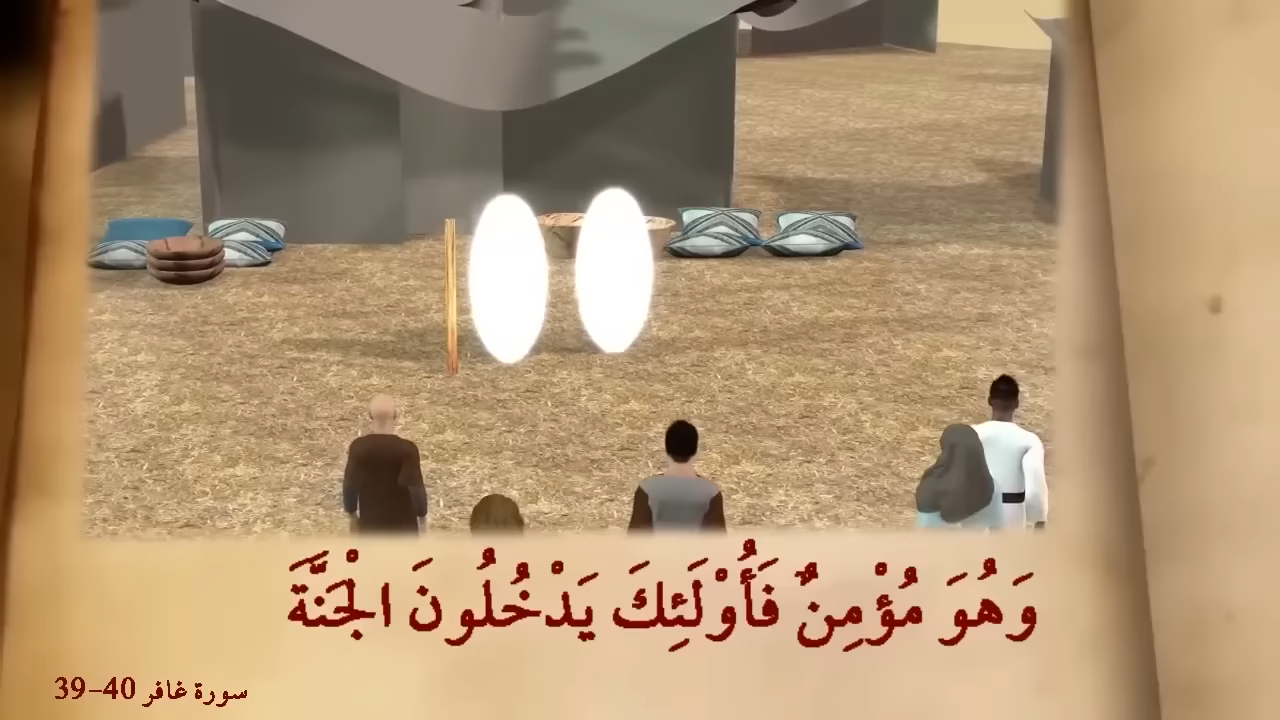 وَهُوَ مُؤْمِنٌ فَأُوْلَئِكَ يَدْخُلُونَ الْجَنَّةَ
سورة غافر 40-39